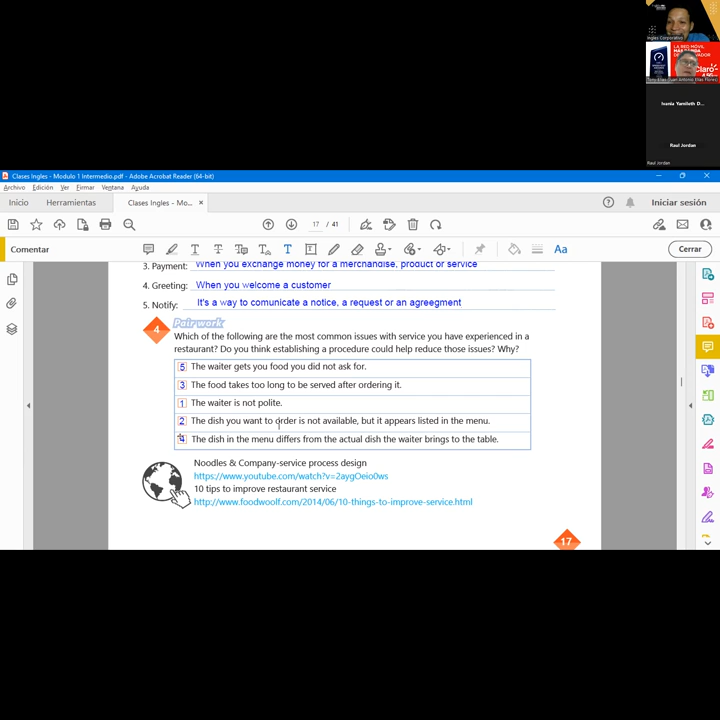 Ingles Corporativo
LA RED MÓVIL
Claro
Ivania Yamileth D...
Raul Jordan
Raul Jordan
Clases Ingles - Modulo 1 Intermedio.pdf - Adobe Acrobat Reader (64-bit)
Archivo Edición Ver Firmar Ventana Ayuda
Inicio Herramientas Clases Ingles - Mo... × Iniciar sesión
17 / 41
Comentar Aa Cerrar
3. Payment: When you exchange money for a merchandise, product or service
4. Greeting: When you welcome a customer
5. Notify: It's a way to comunicate a notice, a request or an agreegment
4 Pair work
Which of the following are the most common issues with service you have experienced in a
restaurant? Do you think establishing a procedure could help reduce those issues? Why?
5 The waiter gets you food you did not ask for.
3 The food takes too long to be served after ordering it.
1 The waiter is not polite.
2 The dish you want to order is not available, but it appears listed in the menu.
4 The dish in the menu differs from the actual dish the waiter brings to the table.
Noodles & Company-service process design
https://www.youtube.com/watch?v=2aygOeio0ws
10 tips to improve restaurant service
http://www.foodwoolf.com/2014/06/10-things-to-improve-service.html
17